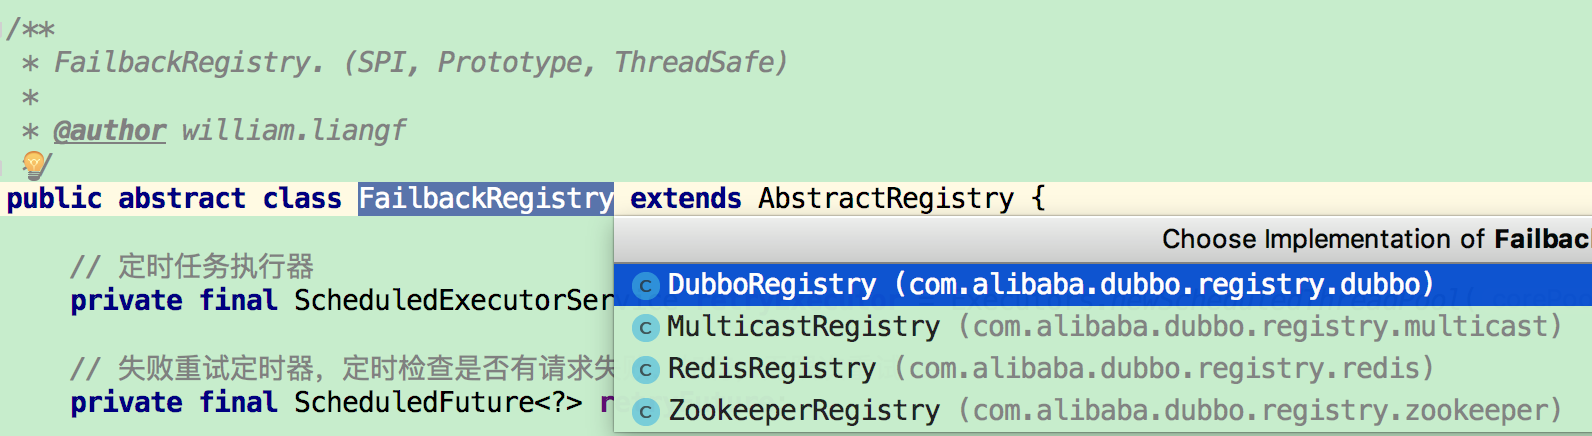 /**
* FailbackRegistry. (SPI, Prototype, ThreadSafe)
*
* @author william.liangf
/
public abstract class FailbackRegistry extends AbstractRegistry {
Choose Implementation of Failbac
// 定时任务执行器
DubboRegistry (com.alibaba.dubbo.registry.dubbo)
private final ScheduledExecutorServ
MulticastRegistry (com.alibaba.dubbo.registry.multicast)
// 失败重试定时器，定时检查是否有请求失
RedisRegistry (com.alibaba.dubbo.registry.redis)
private final ScheduledFuture<?> r
ZookeeperRegistry (com.alibaba.dubbo.registry.zookeeper)